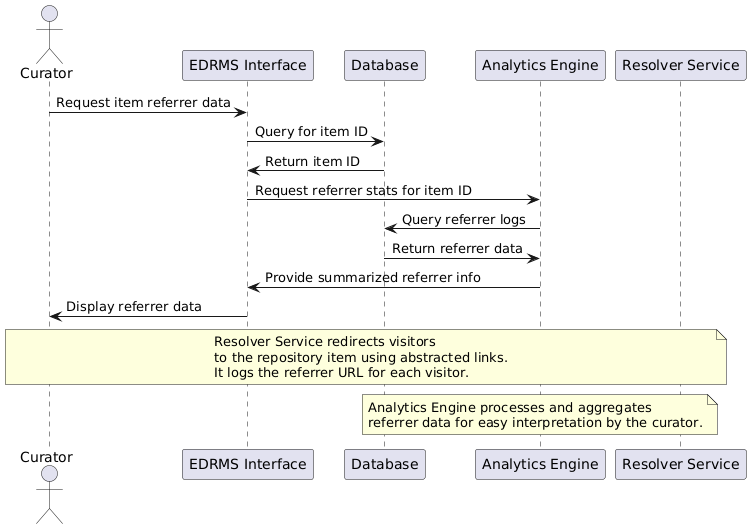 Curator
EDRMS Interface
Database
Analytics Engine
Resolver Service
Request item referrer data
Query for item ID
Return item ID
Request referrer stats for item ID
Query referrer logs
Return referrer data
Provide summarized referrer info
Display referrer data
Resolver Service redirects visitors
to the repository item using abstracted links.
It logs the referrer URL for each visitor.
Analytics Engine processes and aggregates
referrer data for easy interpretation by the curator.
Curator
EDRMS Interface
Database
Analytics Engine
Resolver Service